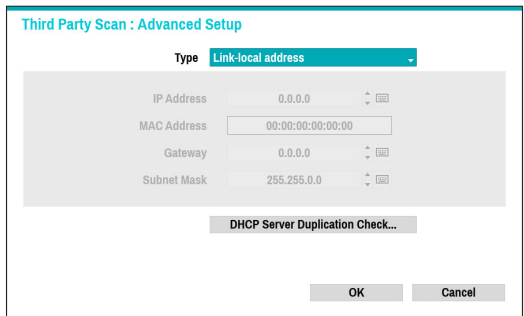 Third Party Scan : Advanced Setup
Type Link-local address
IP Address 0.0.0.0
MAC Address 00:00:00:00:00:00
Gateway 0.0.0.0
Subnet Mask 255.255.0.0
DHCP Server Duplication Check...
OK Cancel